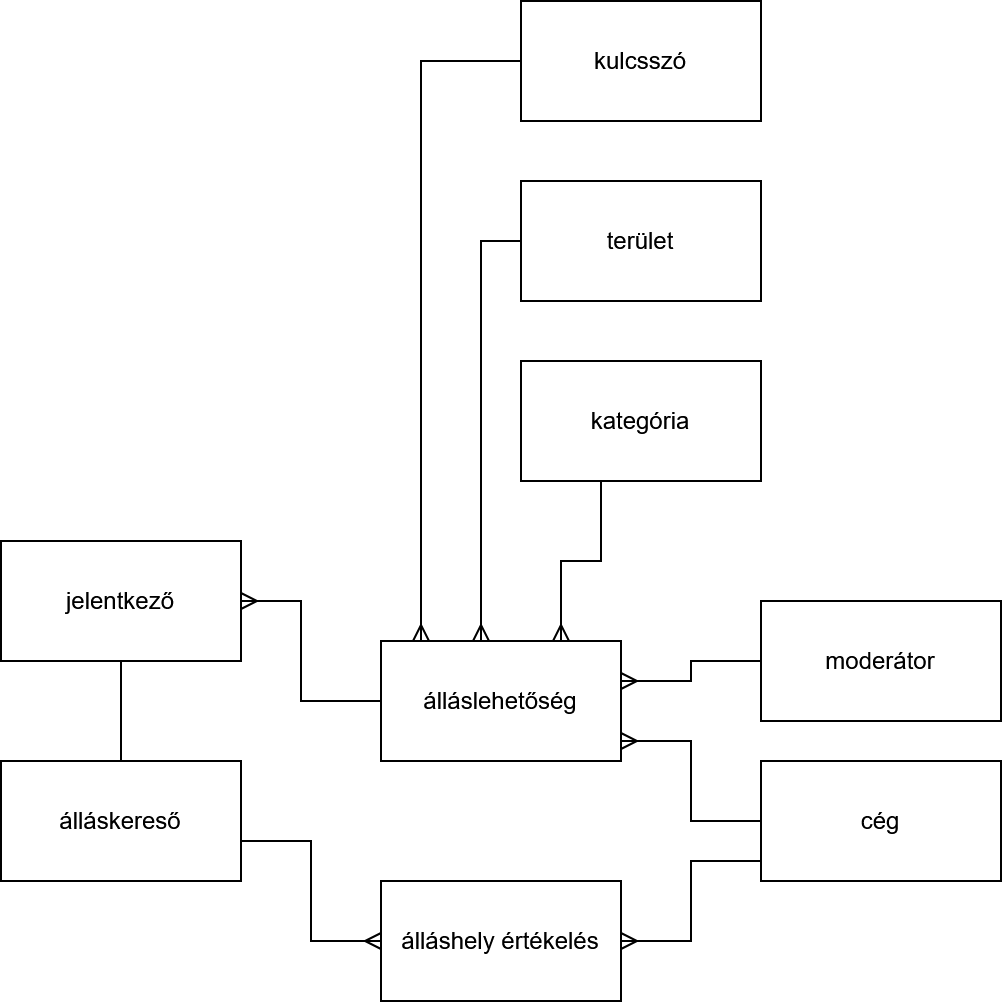 kulcsszó
terület
kategória
jelentkező
moderátor
álláslehetőség
álláskereső
cég
álláshely értékelés